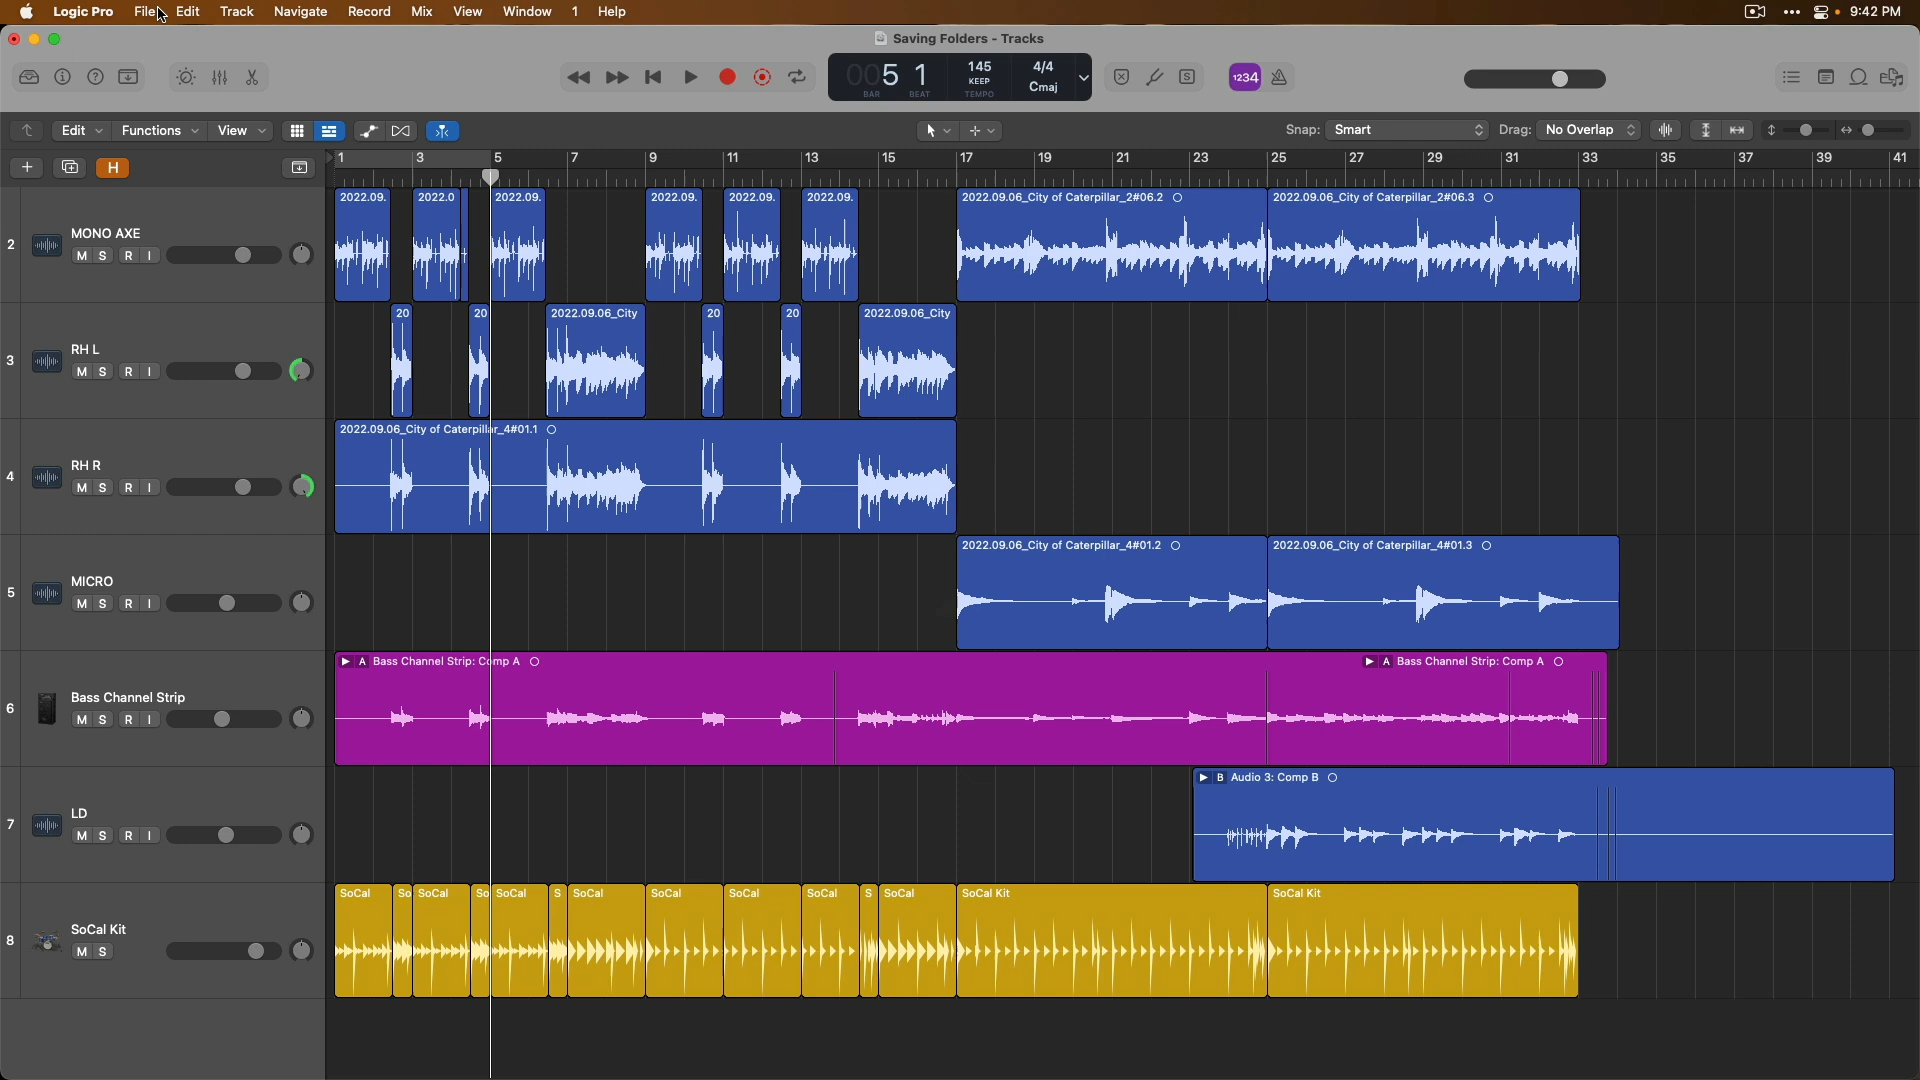 Logic Pro File Edit Track Navigate Record Mix View Window 1 Help 9:42 PM
Saving Folders - Tracks
005 1 145 KEEP 4/4 Cmaj
BAR BEAT TEMPO
S 1234
Edit Functions View Snap: Smart Drag: No Overlap
H 1 3 5 7 9 11 13 15 17 19 21 23 25 27 29 31 33 35 37 39 41
2022.09. 2022.0 2022.09. 2022.09. 2022.09. 2022.09. 2022.09.06_City of Caterpillar_2#06.2 2022.09.06_City of Caterpillar_2#06.3
2 MONO AXE
M S R I
20 20 2022.09.06_City 20 20 2022.09.06_City
3 RH L
M S R I
2022.09.06_City of Caterpillar_4#01.1
4 RH R
M S R I
2022.09.06_City of Caterpillar_4#01.2 2022.09.06_City of Caterpillar_4#01.3
5 MICRO
M S R I
A Bass Channel Strip: Comp A A Bass Channel Strip: Comp A
6 Bass Channel Strip
M S R I
B Audio 3: Comp B
7 LD
M S R I
SoCal So SoCal So SoCal S SoCal SoCal SoCal SoCal S SoCal SoCal Kit SoCal Kit
8 SoCal Kit
M S